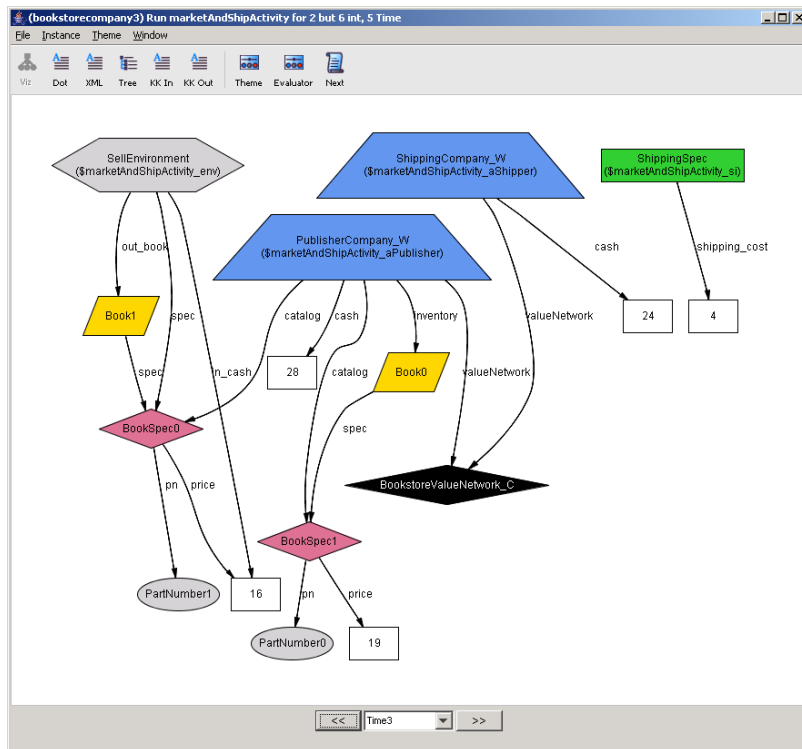 (bookstorecompany3) Run marketAndShipActivity for 2 but 6 int, 5 Time
File Instance Theme Window
Viz Dot XML Tree KK In KK Out Theme Evaluator Next
SellEnvironment
($marketAndShipActivity_env)
ShippingCompany_W
($marketAndShipActivity_aShipper)
ShippingSpec
($marketAndShipActivity_si)
PublisherCompany_W
($marketAndShipActivity_aPublisher)
out_book
cash
shipping_cost
Book1
spec
catalog
cash
inventory
valueNetwork
24
4
spec
in_cash
28
catalog
Book0
valueNetwork
BookSpec0
spec
pn
price
BookstoreValueNetwork_C
BookSpec1
PartNumber1
16
pn
price
PartNumber0
19
<<
Time3
>>